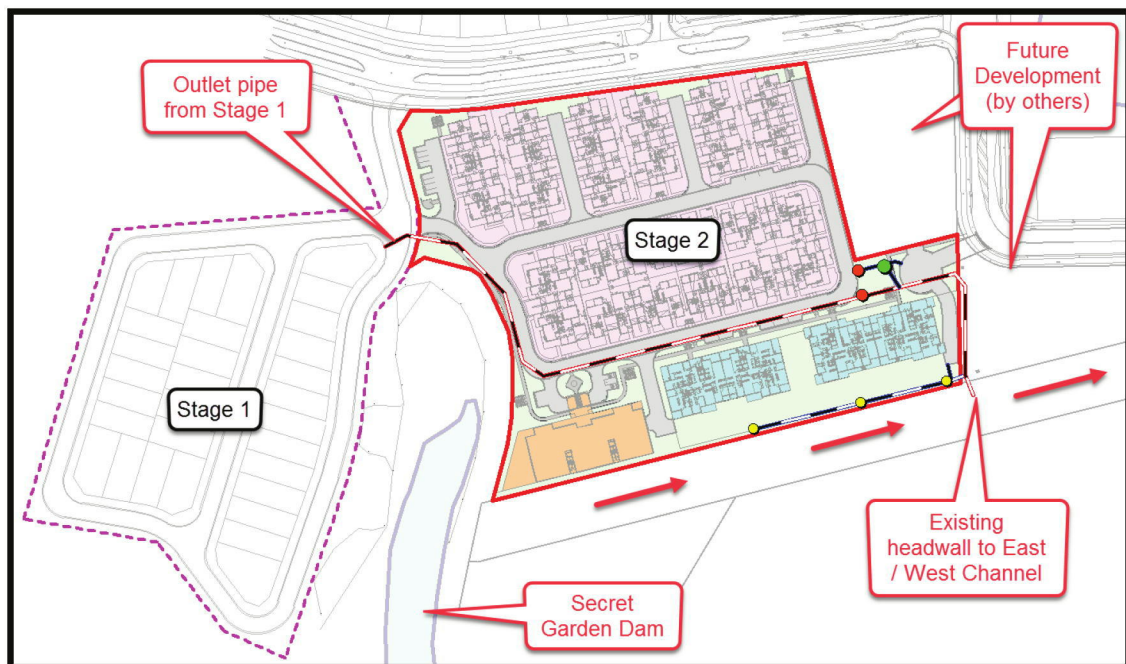 Outlet pipe
from Stage 1
Future
Development
(by others)
Stage 2
Stage 1
Existing
headwall to East
/ West Channel
Secret
Garden Dam